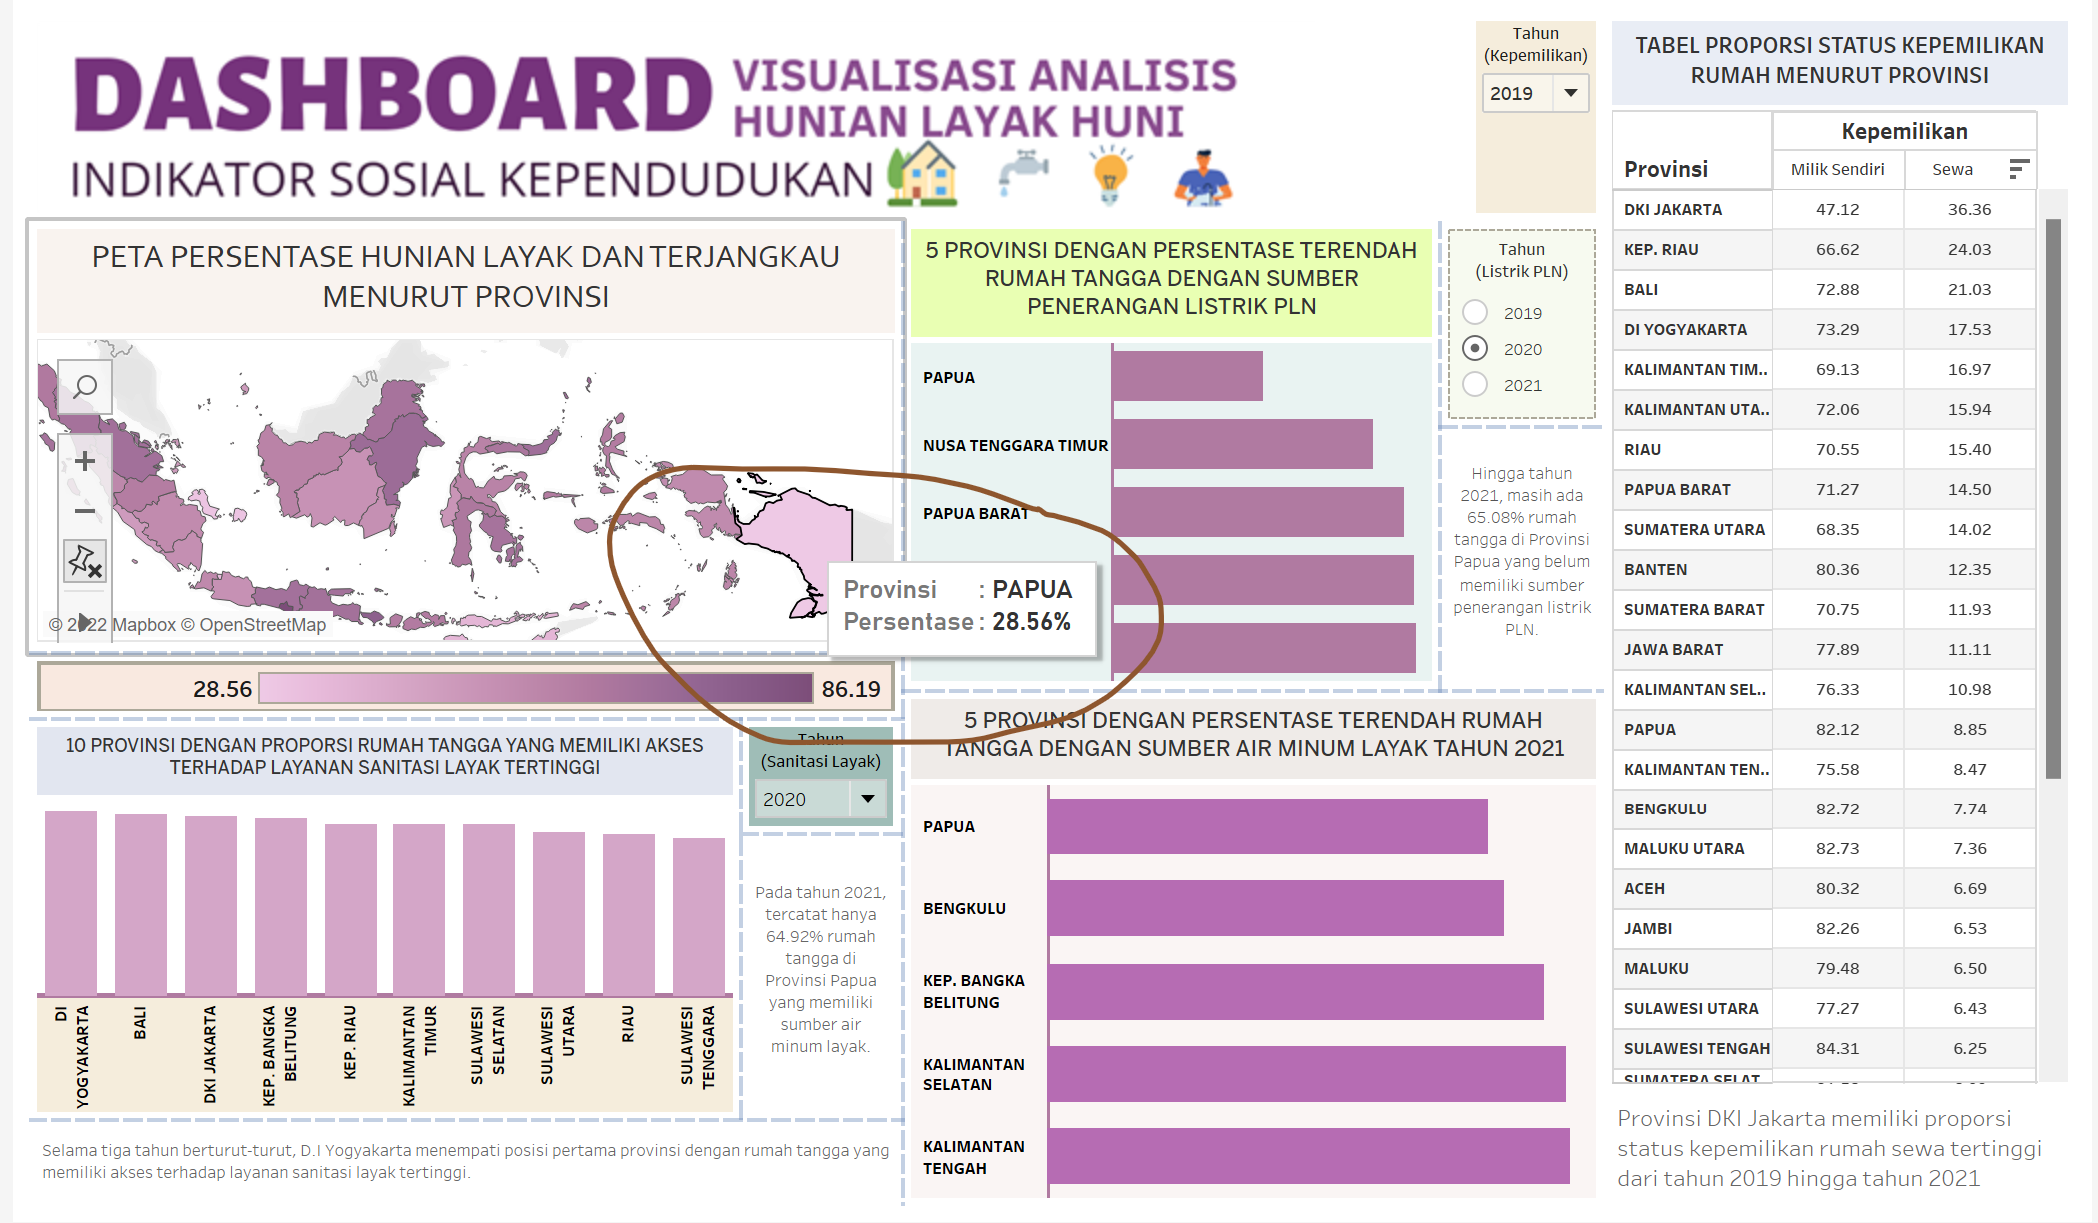 DASHBOARD
VISUALISASI ANALISIS
HUNIAN LAYAK HUNI
INDIKATOR SOSIAL KEPENDUDUKAN
Tahun
(Kepemilikan)
2019
PETA PERSENTASE HUNIAN LAYAK DAN TERJANGKAU
MENURUT PROVINSI
© 2022 Mapbox © OpenStreetMap
Provinsi : PAPUA
Persentase : 28.56%
28.56
86.19
5 PROVINSI DENGAN PERSENTASE TERENDAH
RUMAH TANGGA DENGAN SUMBER
PENERANGAN LISTRIK PLN
PAPUA
NUSA TENGGARA TIMUR
PAPUA BARAT
Tahun
(Listrik PLN)
2019
2020
2021
Hingga tahun
2021, masih ada
65.08% rumah
tangga di Provinsi
Papua yang belum
memiliki sumber
penerangan listrik
PLN.
10 PROVINSI DENGAN PROPORSI RUMAH TANGGA YANG MEMILIKI AKSES
TERHADAP LAYANAN SANITASI LAYAK TERTINGGI
DI
YOGYAKARTA
BALI
DKI JAKARTA
KEP. BANGKA
BELITUNG
KEP. RIAU
KALIMANTAN
TIMUR
SULAWESI
SELATAN
SULAWESI
UTARA
RIAU
SULAWESI
TENGGARA
Tahun
(Sanitasi Layak)
2020
Pada tahun 2021,
tercatat hanya
64.92% rumah
tangga di
Provinsi Papua
yang memiliki
sumber air
minum layak.
Selama tiga tahun berturut-turut, D.I Yogyakarta menempati posisi pertama provinsi dengan rumah tangga yang
memiliki akses terhadap layanan sanitasi layak tertinggi.
5 PROVINSI DENGAN PERSENTASE TERENDAH RUMAH
TANGGA DENGAN SUMBER AIR MINUM LAYAK TAHUN 2021
PAPUA
BENGKULU
KEP. BANGKA
BELITUNG
KALIMANTAN
SELATAN
KALIMANTAN
TENGAH
TABEL PROPORSI STATUS KEPEMILIKAN
RUMAH MENURUT PROVINSI
Kepemilikan
Provinsi Milik Sendiri Sewa
DKI JAKARTA 47.12 36.36
KEP. RIAU 66.62 24.03
BALI 72.88 21.03
DI YOGYAKARTA 73.29 17.53
KALIMANTAN TIM.. 69.13 16.97
KALIMANTAN UTA.. 72.06 15.94
RIAU 70.55 15.40
PAPUA BARAT 71.27 14.50
SUMATERA UTARA 68.35 14.02
BANTEN 80.36 12.35
SUMATERA BARAT 70.75 11.93
JAWA BARAT 77.89 11.11
KALIMANTAN SEL.. 76.33 10.98
PAPUA 82.12 8.85
KALIMANTAN TEN.. 75.58 8.47
BENGKULU 82.72 7.74
MALUKU UTARA 82.73 7.36
ACEH 80.32 6.69
JAMBI 82.26 6.53
MALUKU 79.48 6.50
SULAWESI UTARA 77.27 6.43
SULAWESI TENGAH 84.31 6.25
SUMATERA SELAT..
Provinsi DKI Jakarta memiliki proporsi
status kepemilikan rumah sewa tertinggi
dari tahun 2019 hingga tahun 2021